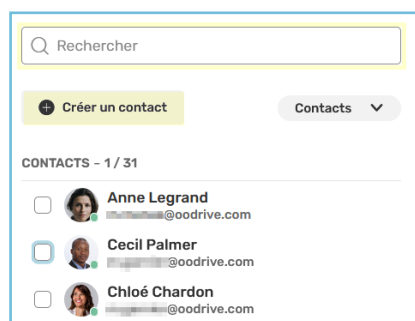 Rechercher
Créer un contact
Contacts
CONTACTS - 1 / 31
Anne Legrand
@oodrive.com
Cecil Palmer
@oodrive.com
Chloé Chardon
@oodrive.com